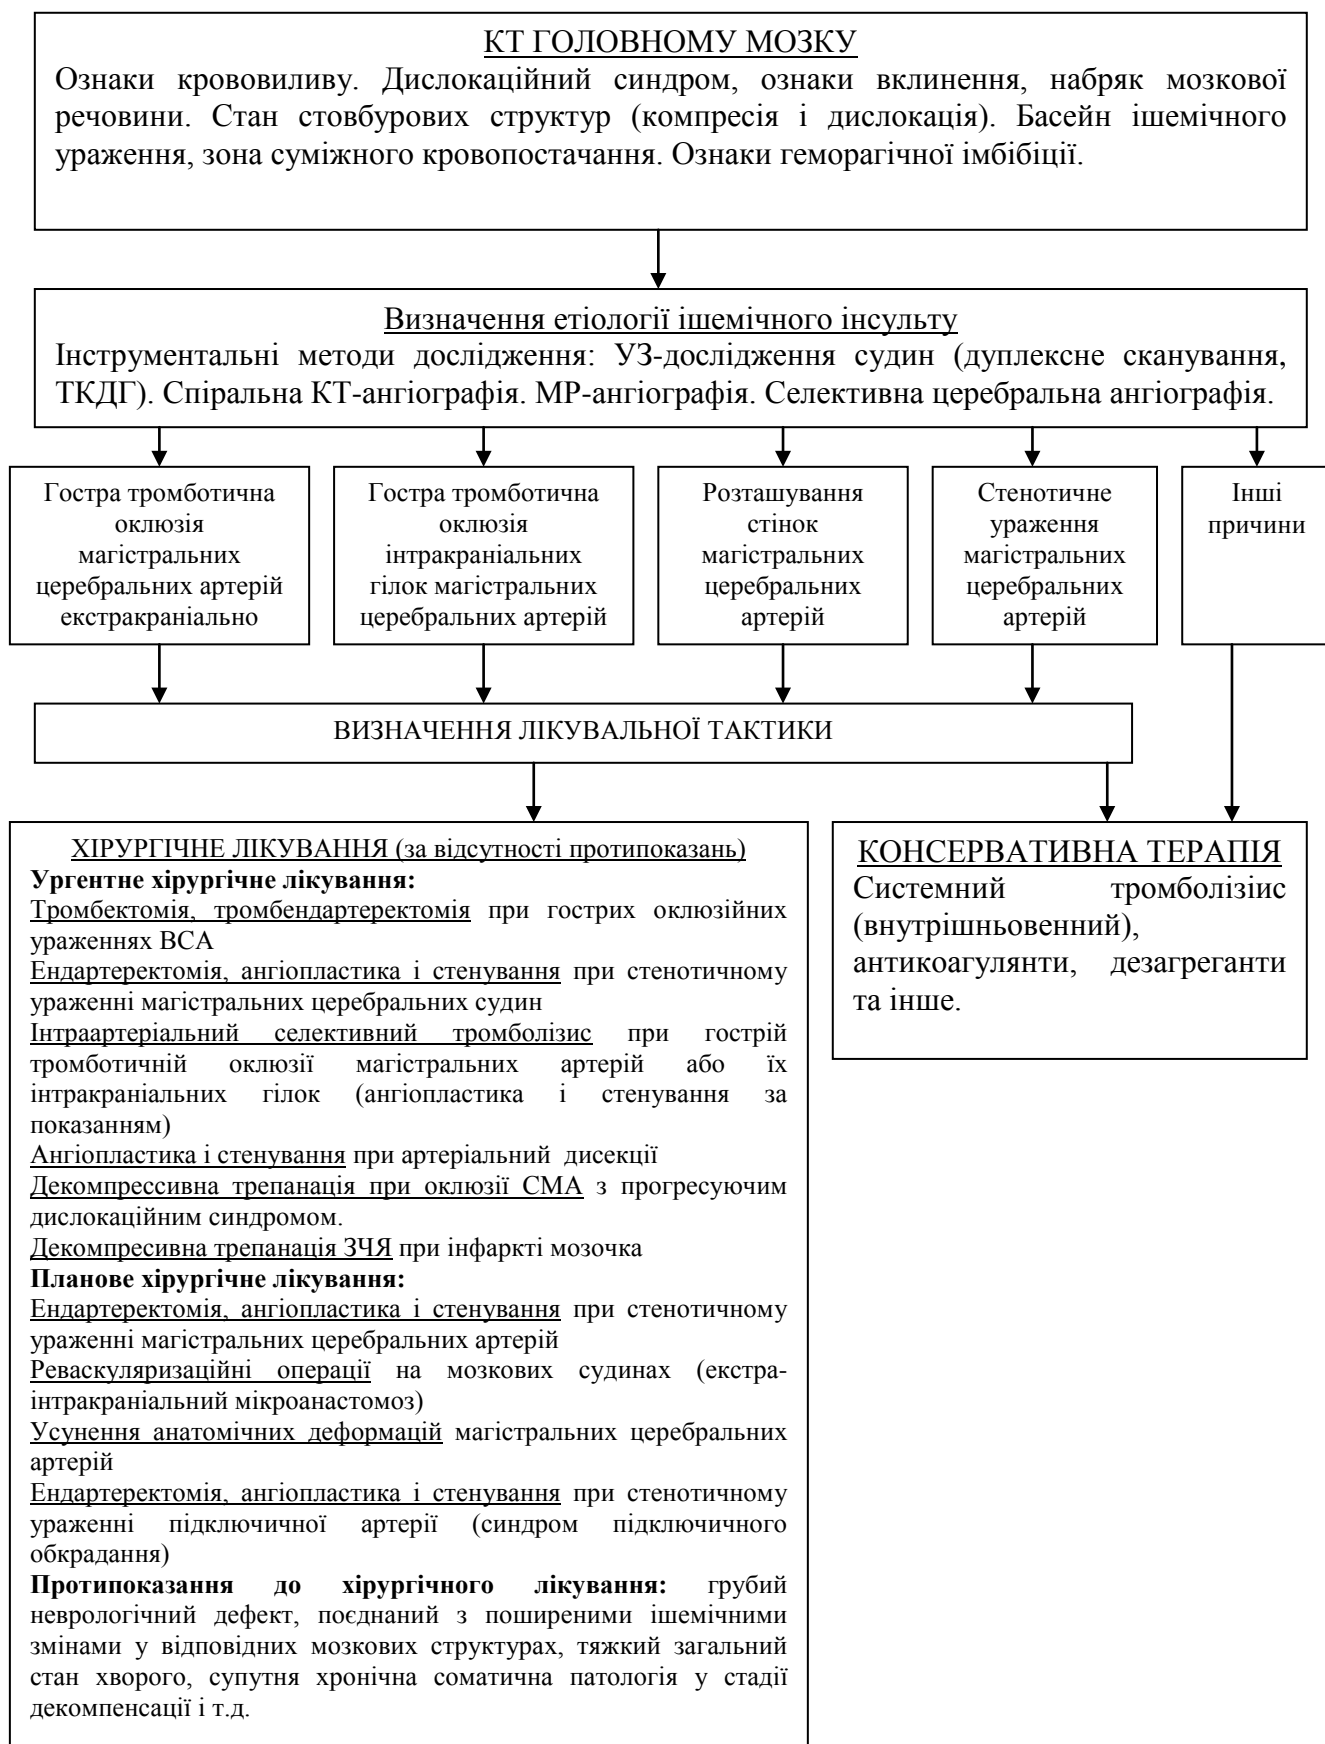 КТ ГОЛОВНОМУ МОЗКУ
Ознаки крововиливу. Дислокаційний синдром, ознаки вклинення, набряк мозкової
речовини. Стан стовбурових структур (компресія і дислокація). Басейн ішемічного
ураження, зона суміжного кровопостачання. Ознаки геморагічної імбібіції.
Визначення етіології ішемічного інсульту
Інструментальні методи дослідження: УЗ-дослідження судин (дуплексне сканування,
ТКДГ). Спіральна КТ-ангіографія. МР-ангіографія. Селективна церебральна ангіографія.
Гостра тромботична
оклюзія
магістральних
церебральних артерій
екстракраніально
Гостра тромботична
оклюзія
інтракраніальних
гілок магістральних
церебральних артерій
Розташування
стінок
магістральних
церебральних
артерій
Стенотичне
ураження
магістральних
церебральних
артерій
Інші
причини
ВИЗНАЧЕННЯ ЛІКУВАЛЬНОЇ ТАКТИКИ
ХІРУРГІЧНЕ ЛІКУВАННЯ (за відсутності протипоказань)
Ургентне хірургічне лікування:
Тромбектомія, тромбендартеректомія при гострих оклюзійних
ураженнях ВСА
Ендартеректомія, ангіопластика і стенування при стенотичному
ураженні магістральних церебральних судин
Інтраартеріальний селективний тромболізис при гострій
тромботичній оклюзії магістральних артерій або їх
інтракраніальних гілок (ангіопластика і стенування за
показанням)
Ангіопластика і стенування при артеріальний дисекції
Декомпрессивна трепанація при оклюзії СМА з прогресуючим
дислокаційним синдромом.
Декомпресивна трепанація ЗЧЯ при інфаркті мозочка
Планове хірургічне лікування:
Ендартеректомія, ангіопластика і стенування при стенотичному
ураженні магістральних церебральних артерій
Реваскуляризаційні операції на мозкових судинах (екстра-
інтракраніальний мікроанастомоз)
Усунення анатомічних деформацій магістральних церебральних
артерій
Ендартеректомія, ангіопластика і стенування при стенотичному
ураженні підключичної артерії (синдром підключичного
обкрадання)
Протипоказання до хірургічного лікування: грубий
неврологічний дефект, поєднаний з поширеними ішемічними
змінами у відповідних мозкових структурах, тяжкий загальний
стан хворого, супутня хронічна соматична патологія у стадії
декомпенсації і т.д.
КОНСЕРВАТИВНА ТЕРАПІЯ
Системний тромболізіис
(внутрішньовенний),
антикоагулянти, дезагреганти
та інше.